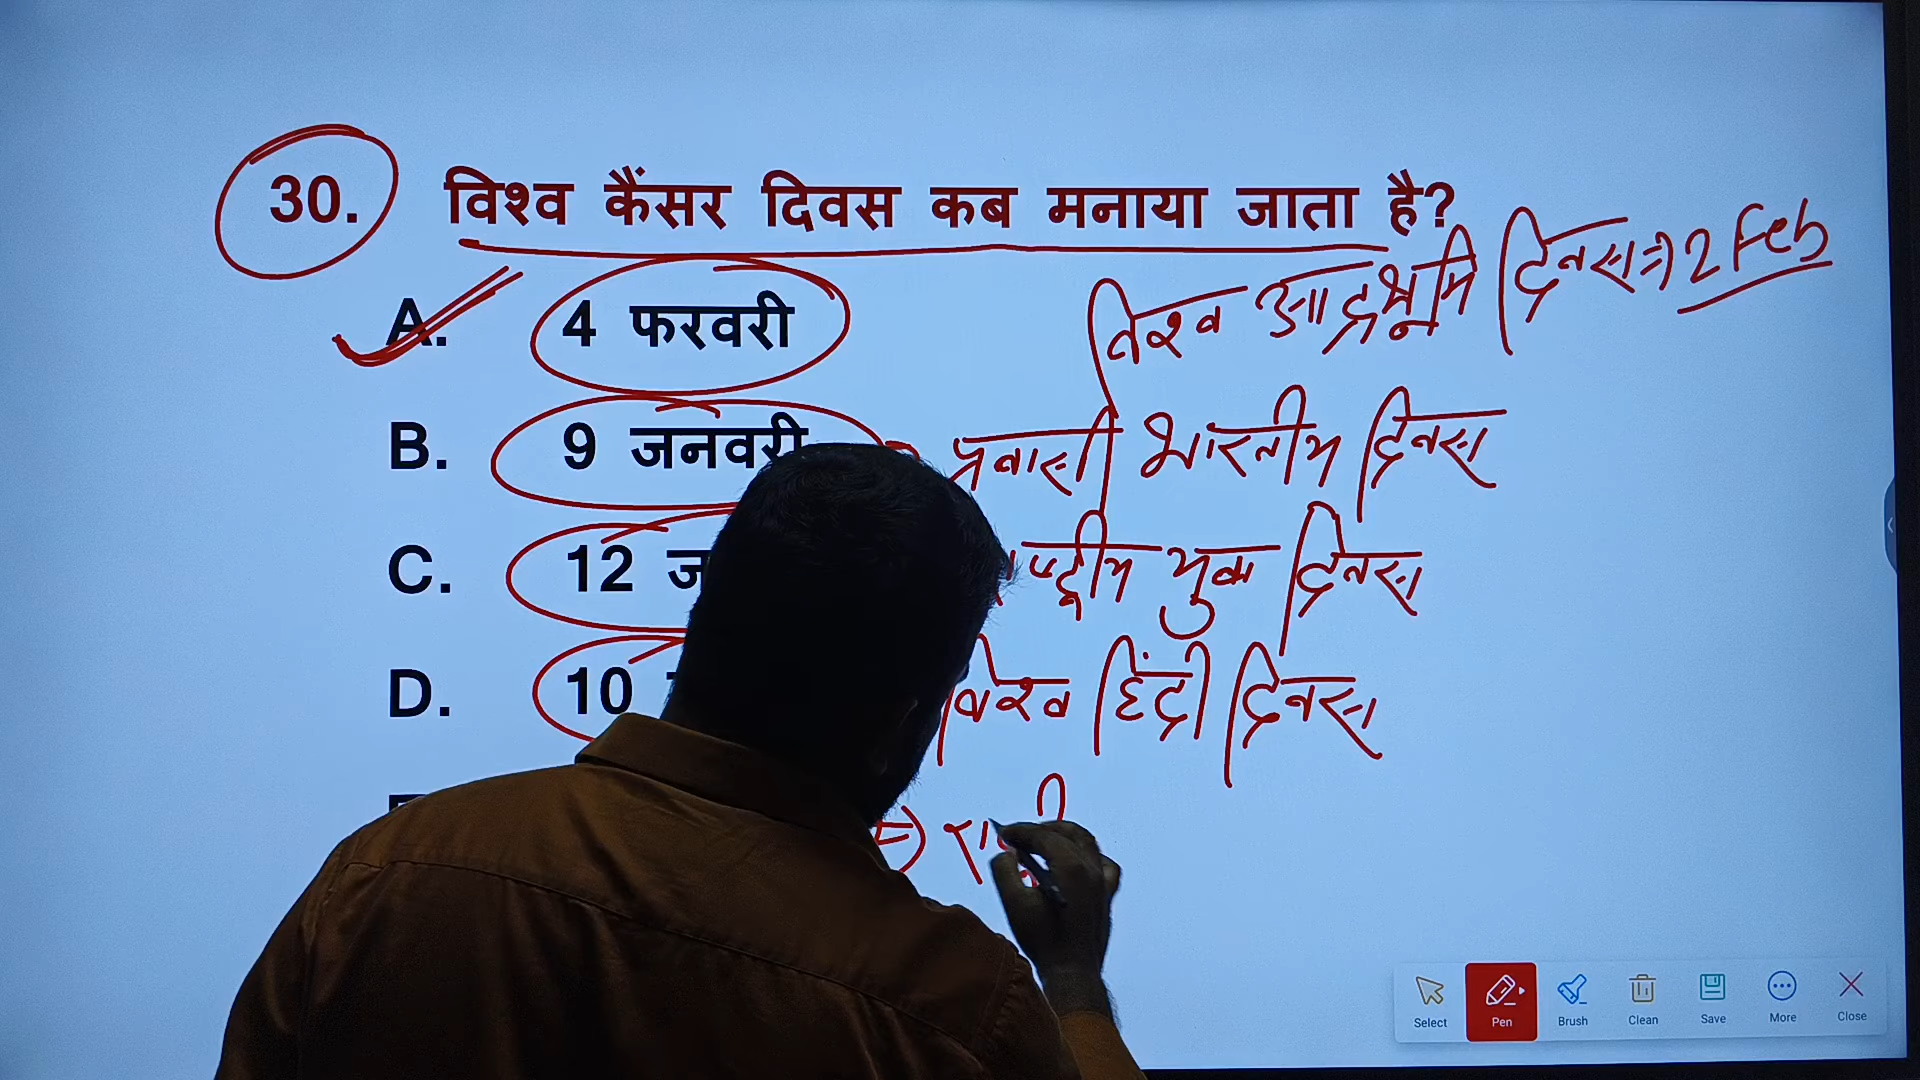 30. विश्व कैंसर दिवस कब मनाया जाता है?
विश्व आद्रभूमि दिवस ⇒ 2 Feb
A. 4 फरवरी
B. 9 जनवरी प्रवासी भारतीय दिवस
C. 12 युवा दिवस
D. 10 विश्व हिंदी दिवस
Select Pen Brush Clean Save More Close